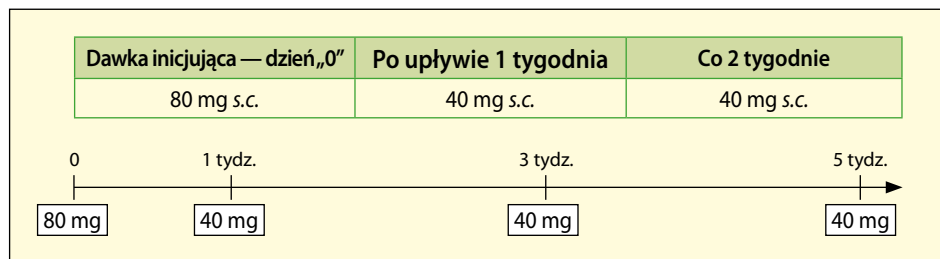 Dawka inicjująca — dzień „0” Po upływie 1 tygodnia Co 2 tygodnie
80 mg s.c. 40 mg s.c. 40 mg s.c.
0 1 tydz. 3 tydz. 5 tydz.
80 mg 40 mg 40 mg 40 mg